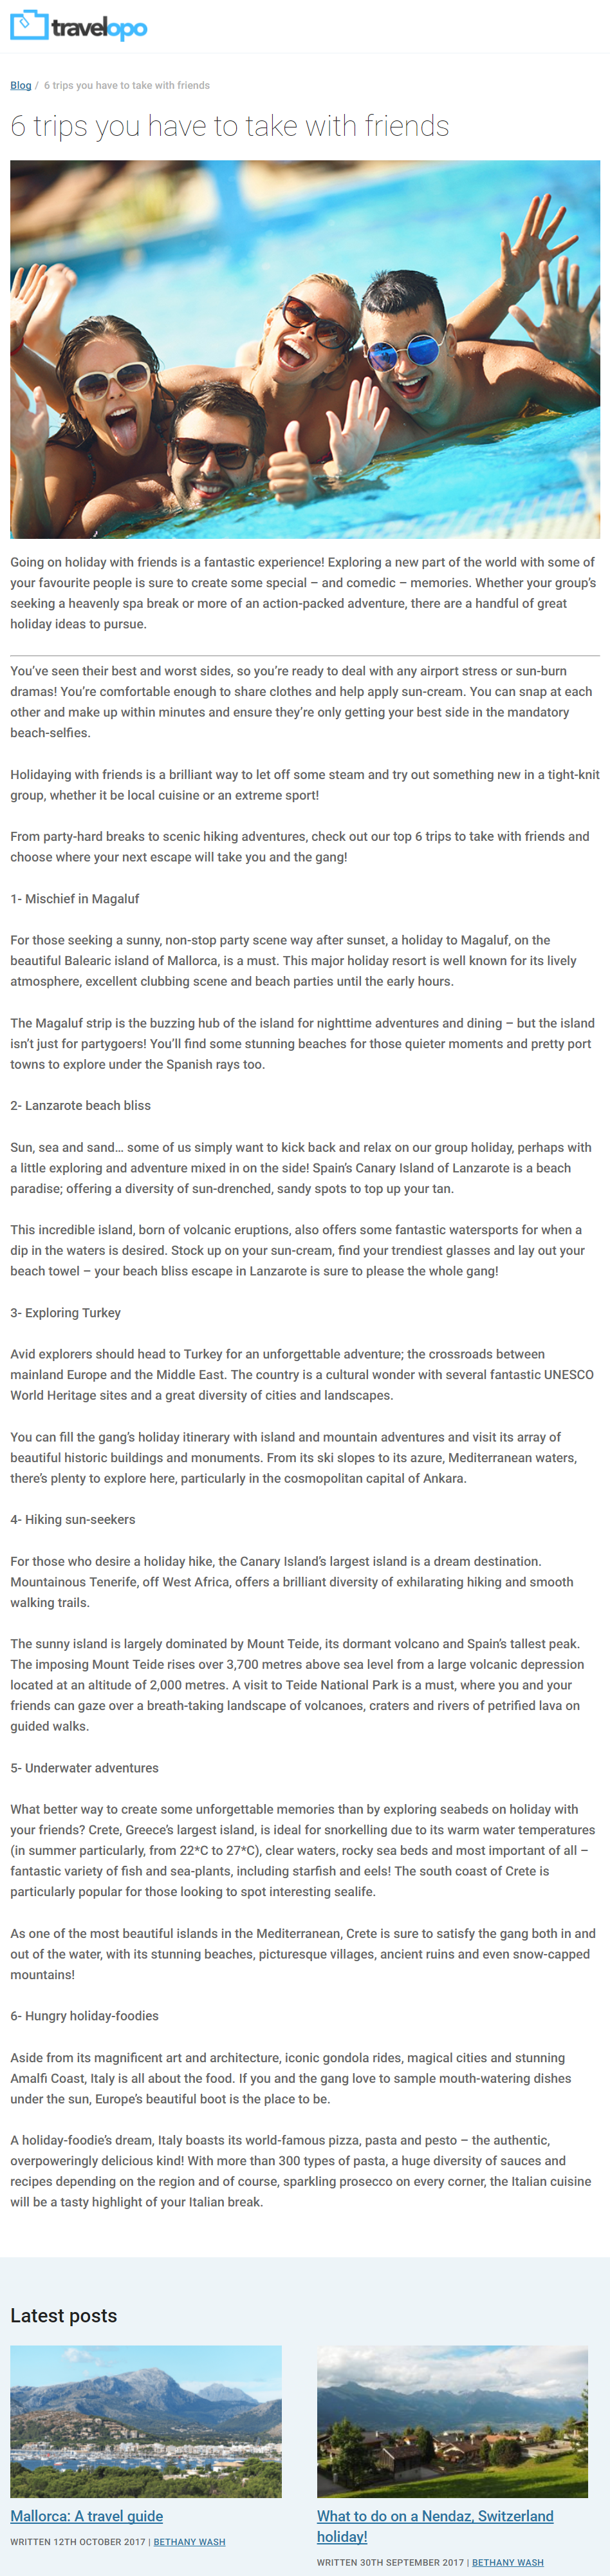 travelopo
Blog / 6 trips you have to take with friends
6 trips you have to take with friends
Going on holiday with friends is a fantastic experience! Exploring a new part of the world with some of
your favourite people is sure to create some special – and comedic – memories. Whether your group's
seeking a heavenly spa break or more of an action-packed adventure, there are a handful of great
holiday ideas to pursue.
You've seen their best and worst sides, so you're ready to deal with any airport stress or sun-burn
dramas! You're comfortable enough to share clothes and help apply sun-cream. You can snap at each
other and make up within minutes and ensure they're only getting your best side in the mandatory
beach-selfies.
Holidaying with friends is a brilliant way to let off some steam and try out something new in a tight-knit
group, whether it be local cuisine or an extreme sport!
From party-hard breaks to scenic hiking adventures, check out our top 6 trips to take with friends and
choose where your next escape will take you and the gang!
1- Mischief in Magaluf
For those seeking a sunny, non-stop party scene way after sunset, a holiday to Magaluf, on the
beautiful Balearic island of Mallorca, is a must. This major holiday resort is well known for its lively
atmosphere, excellent clubbing scene and beach parties until the early hours.
The Magaluf strip is the buzzing hub of the island for nighttime adventures and dining – but the island
isn't just for partygoers! You'll find some stunning beaches for those quieter moments and pretty port
towns to explore under the Spanish rays too.
2- Lanzarote beach bliss
Sun, sea and sand… some of us simply want to kick back and relax on our group holiday, perhaps with
a little exploring and adventure mixed in on the side! Spain's Canary Island of Lanzarote is a beach
paradise; offering a diversity of sun-drenched, sandy spots to top up your tan.
This incredible island, born of volcanic eruptions, also offers some fantastic watersports for when a
dip in the waters is desired. Stock up on your sun-cream, find your trendiest glasses and lay out your
beach towel – your beach bliss escape in Lanzarote is sure to please the whole gang!
3- Exploring Turkey
Avid explorers should head to Turkey for an unforgettable adventure; the crossroads between
mainland Europe and the Middle East. The country is a cultural wonder with several fantastic UNESCO
World Heritage sites and a great diversity of cities and landscapes.
You can fill the gang's holiday itinerary with island and mountain adventures and visit its array of
beautiful historic buildings and monuments. From its ski slopes to its azure, Mediterranean waters,
there's plenty to explore here, particularly in the cosmopolitan capital of Ankara.
4- Hiking sun-seekers
For those who desire a holiday hike, the Canary Island's largest island is a dream destination.
Mountainous Tenerife, off West Africa, offers a brilliant diversity of exhilarating hiking and smooth
walking trails.
The sunny island is largely dominated by Mount Teide, its dormant volcano and Spain's tallest peak.
The imposing Mount Teide rises over 3,700 metres above sea level from a large volcanic depression
located at an altitude of 2,000 metres. A visit to Teide National Park is a must, where you and your
friends can gaze over a breath-taking landscape of volcanoes, craters and rivers of petrified lava on
guided walks.
5- Underwater adventures
What better way to create some unforgettable memories than by exploring seabeds on holiday with
your friends? Crete, Greece's largest island, is ideal for snorkelling due to its warm water temperatures
(in summer particularly, from 22*C to 27*C), clear waters, rocky sea beds and most important of all –
fantastic variety of fish and sea-plants, including starfish and eels! The south coast of Crete is
particularly popular for those looking to spot interesting sealife.
As one of the most beautiful islands in the Mediterranean, Crete is sure to satisfy the gang both in and
out of the water, with its stunning beaches, picturesque villages, ancient ruins and even snow-capped
mountains!
6- Hungry holiday-foodies
Aside from its magnificent art and architecture, iconic gondola rides, magical cities and stunning
Amalfi Coast, Italy is all about the food. If you and the gang love to sample mouth-watering dishes
under the sun, Europe's beautiful boot is the place to be.
A holiday-foodie's dream, Italy boasts its world-famous pizza, pasta and pesto – the authentic,
overpoweringly delicious kind! With more than 300 types of pasta, a huge diversity of sauces and
recipes depending on the region and of course, sparkling prosecco on every corner, the Italian cuisine
will be a tasty highlight of your Italian break.
Latest posts
Mallorca: A travel guide
WRITTEN 12TH OCTOBER 2017 | BETHANY WASH
What to do on a Nendaz, Switzerland
holiday!
WRITTEN 30TH SEPTEMBER 2017 | BETHANY WASH